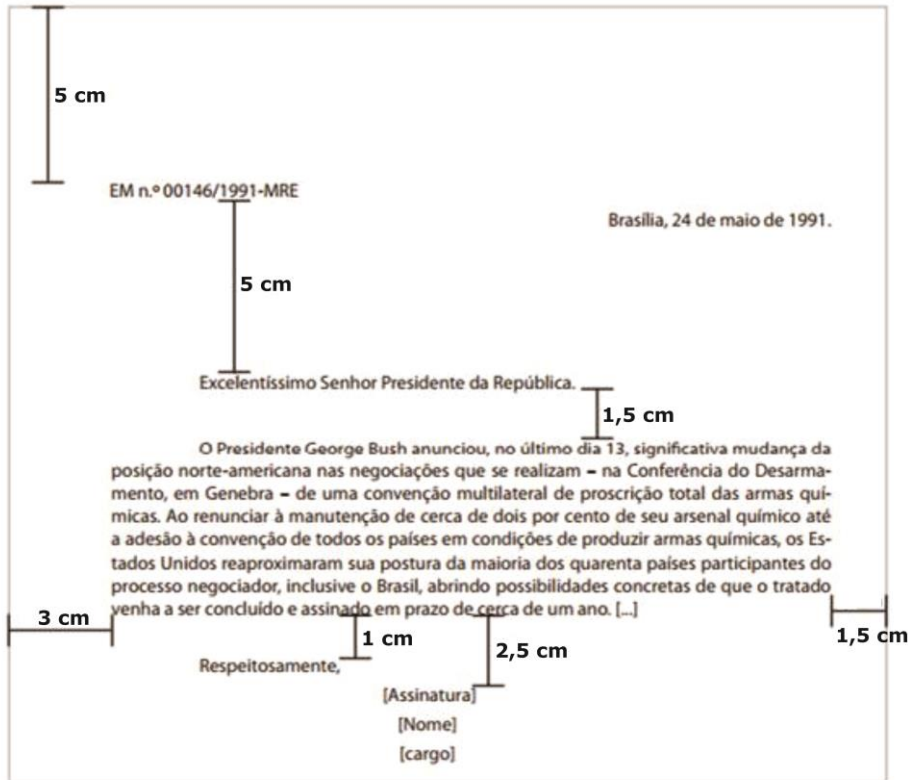 5 cm
EM n.º 00146/1991-MRE
Brasília, 24 de maio de 1991.
5 cm
Excelentíssimo Senhor Presidente da República.
1,5 cm
O Presidente George Bush anunciou, no último dia 13, significativa mudança da
posição norte-americana nas negociações que se realizam – na Conferência do Desarma-
mento, em Genebra – de uma convenção multilateral de proscrição total das armas quí-
micas. Ao renunciar à manutenção de cerca de dois por cento de seu arsenal químico até
a adesão à convenção de todos os países em condições de produzir armas químicas, os Es-
tados Unidos reaproximaram sua postura da maioria dos quarenta países participantes do
processo negociador, inclusive o Brasil, abrindo possibilidades concretas de que o tratado
venha a ser concluído e assinado em prazo de cerca de um ano. [...]
3 cm
1,5 cm
1 cm
2,5 cm
Respeitosamente,
[Assinatura]
[Nome]
[cargo]